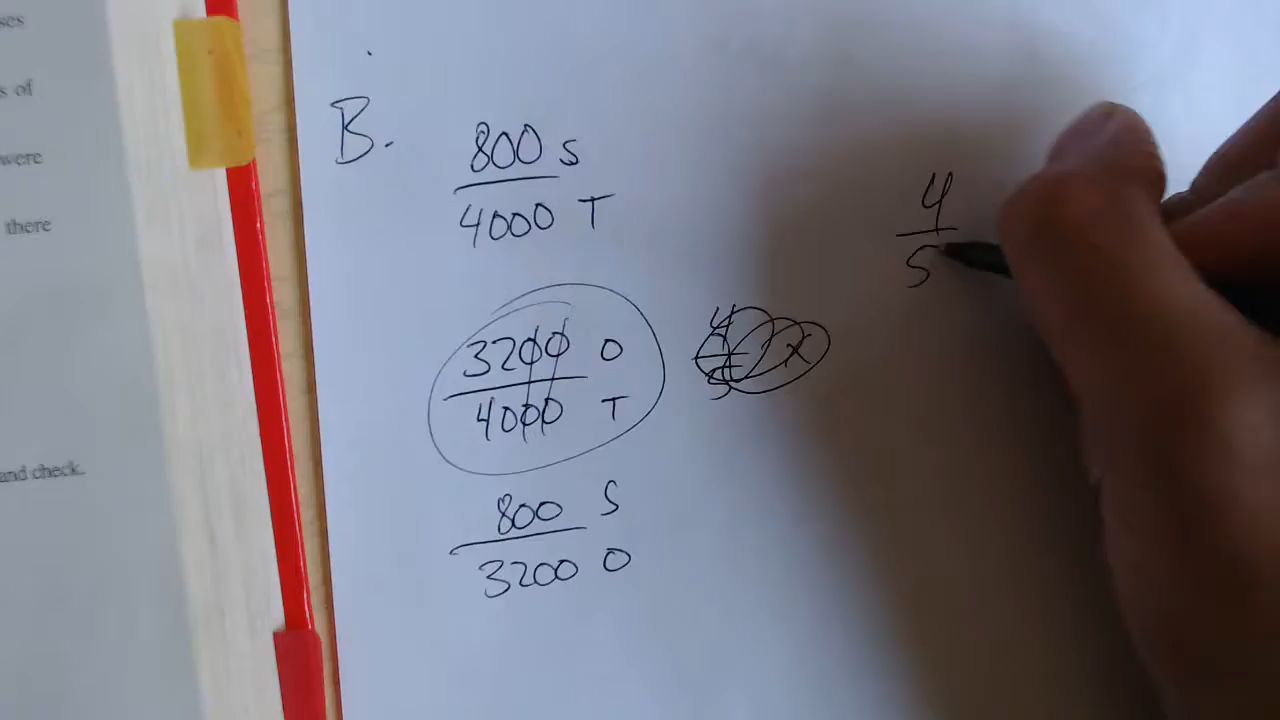 ses
s of
were
there
and check.
B.
800 s
4000 T
3200 O
4000 T
800 S
3200 O
4
5